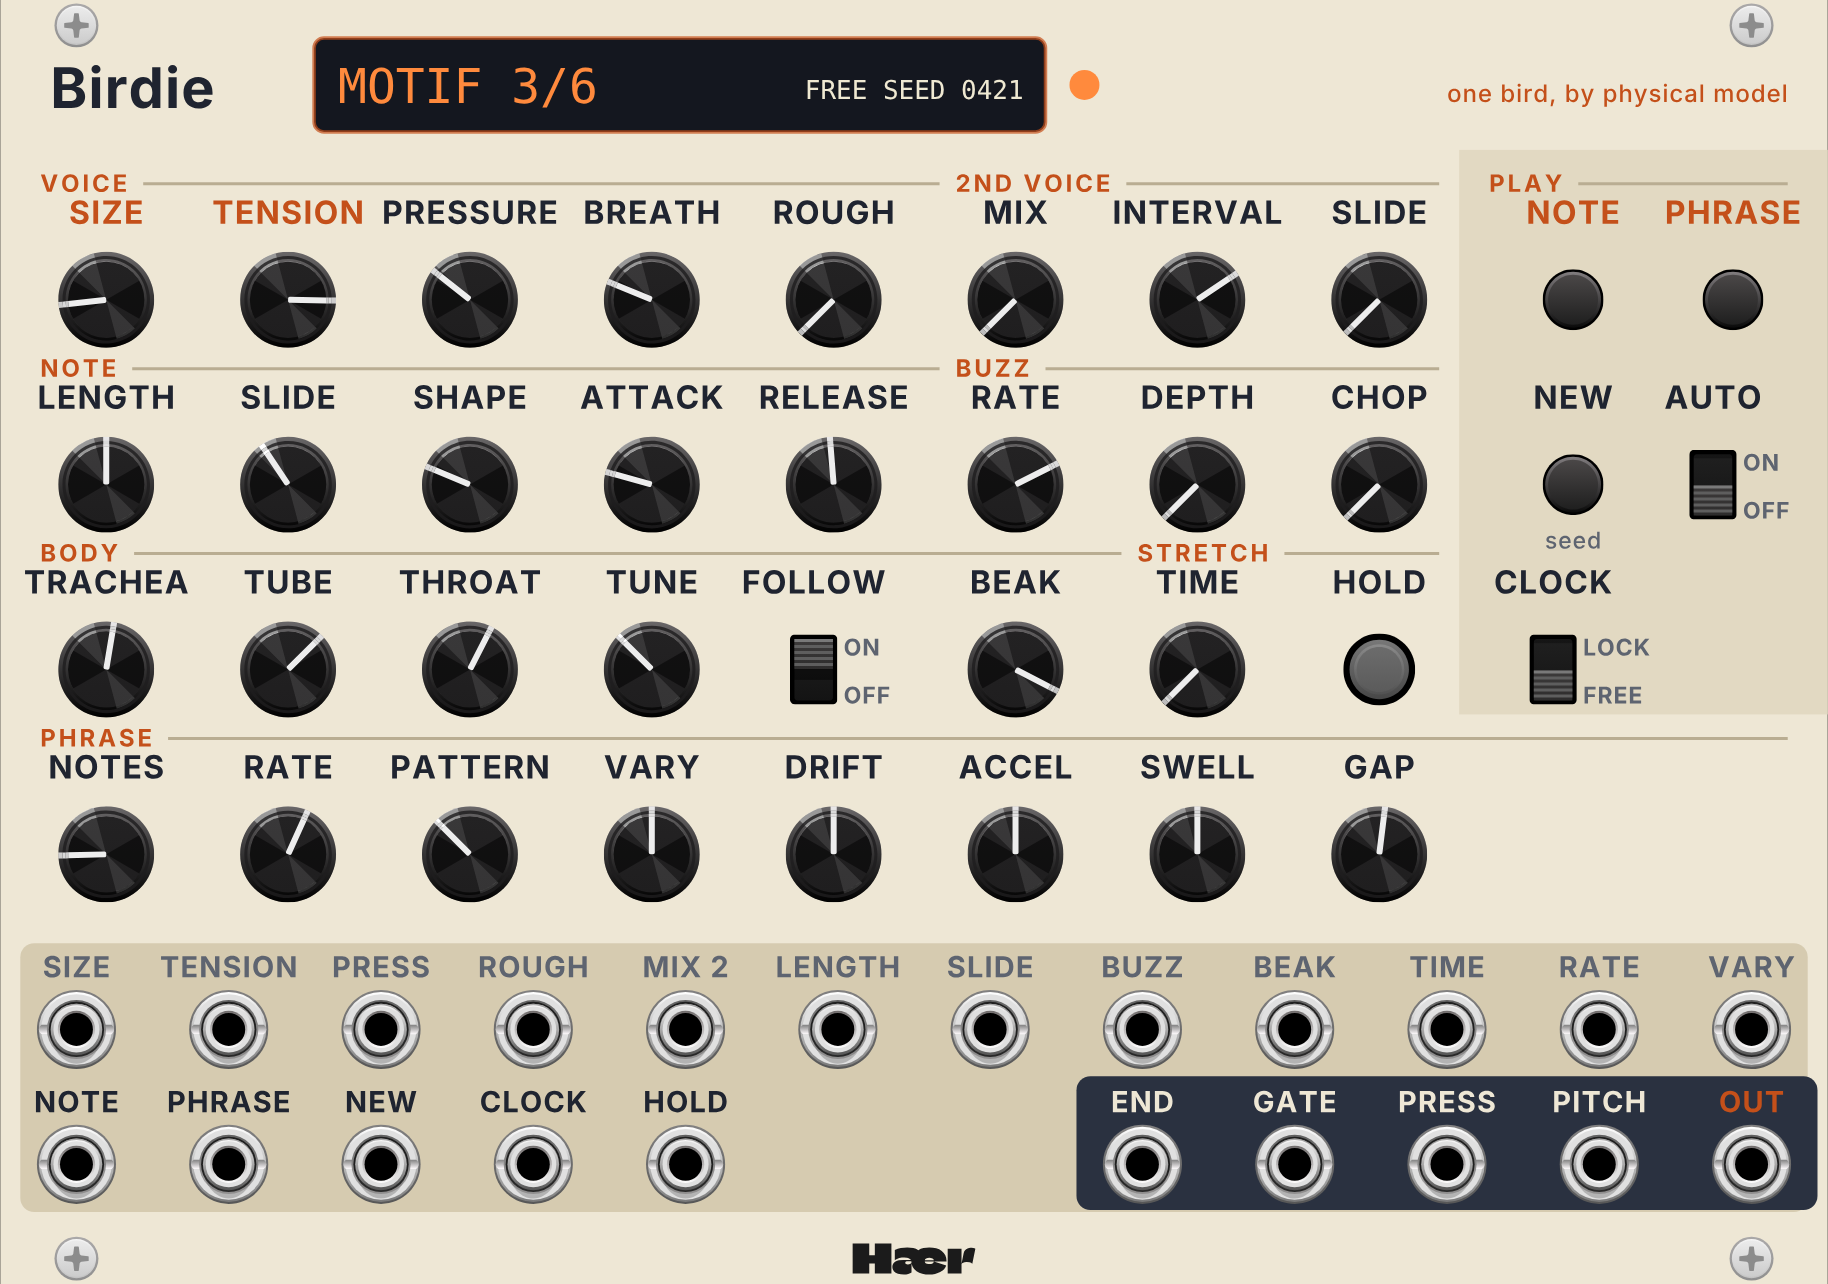 Birdie
MOTIF 3/6
FREE SEED 0421
one bird, by physical model
VOICE
2ND VOICE
PLAY
SIZE TENSION PRESSURE BREATH ROUGH MIX INTERVAL SLIDE NOTE PHRASE
NOTE
BUZZ
LENGTH SLIDE SHAPE ATTACK RELEASE RATE DEPTH CHOP NEW AUTO
ON
OFF
seed
BODY
STRETCH
TRACHEA TUBE THROAT TUNE FOLLOW BEAK TIME HOLD CLOCK
ON LOCK
OFF FREE
PHRASE
NOTES RATE PATTERN VARY DRIFT ACCEL SWELL GAP
SIZE TENSION PRESS ROUGH MIX 2 LENGTH SLIDE BUZZ BEAK TIME RATE VARY
NOTE PHRASE NEW CLOCK HOLD END GATE PRESS PITCH OUT
Hær